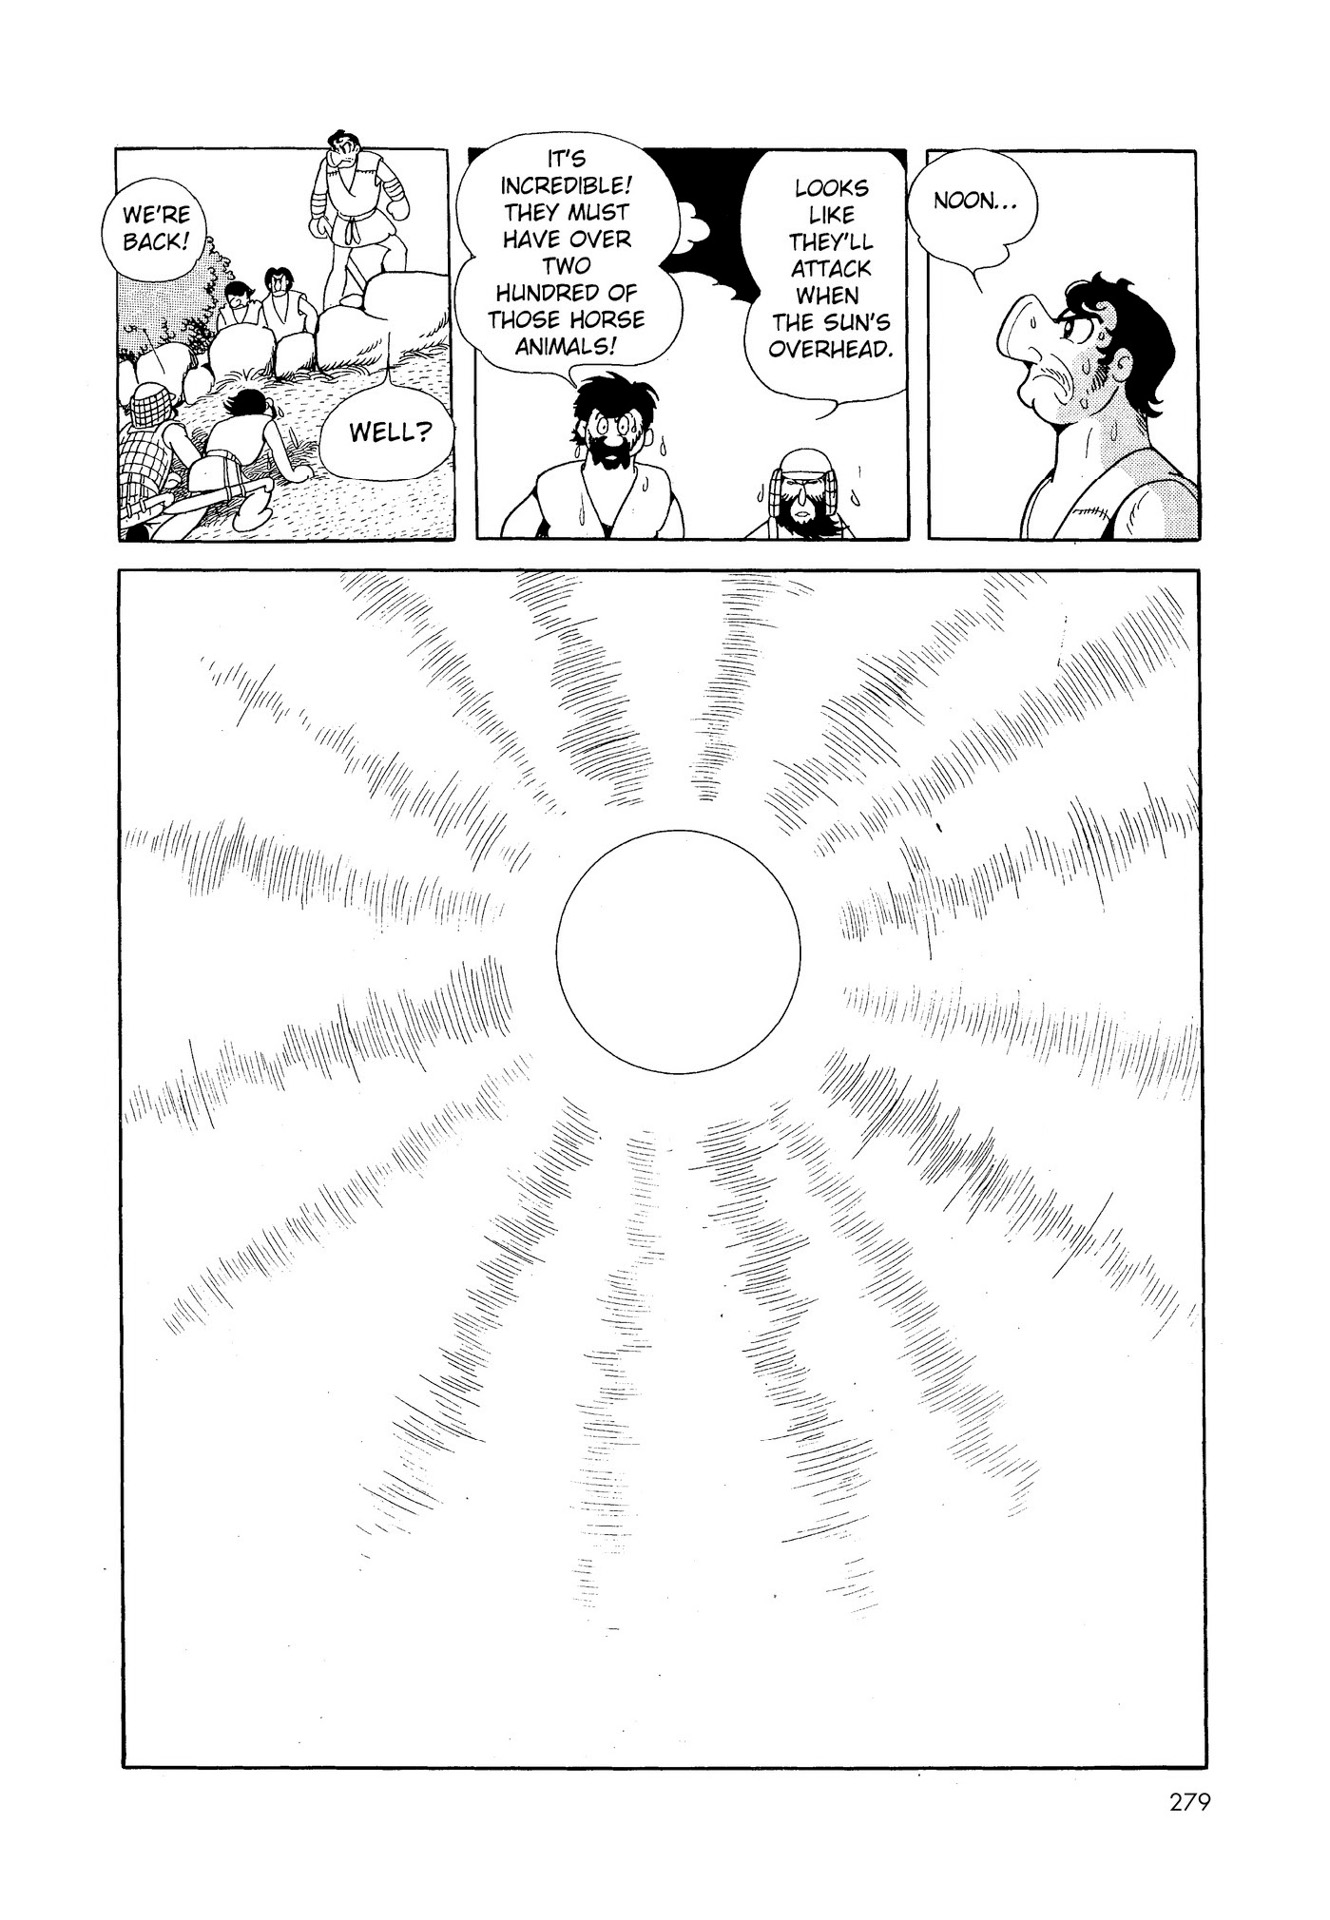 WE'RE
BACK!
WELL?
IT'S
INCREDIBLE!
THEY MUST
HAVE OVER
TWO
HUNDRED OF
THOSE HORSE
ANIMALS!
LOOKS
LIKE
THEY'LL
ATTACK
WHEN
THE SUN'S
OVERHEAD.
NOON...
279